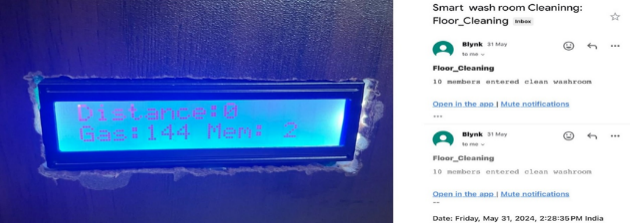 Distance:0
Gas:144 Mem: 2
Smart wash room Cleaninng:
Floor_Cleaning Inbox
Blynk 31 May
to me
Floor_Cleaning
10 members entered clean washroom
Open in the app | Mute notifications
Blynk 31 May
to me
Floor_Cleaning
10 members entered clean washroom
Open in the app | Mute notifications
Date: Friday, May 31, 2024, 2:28:35PM India